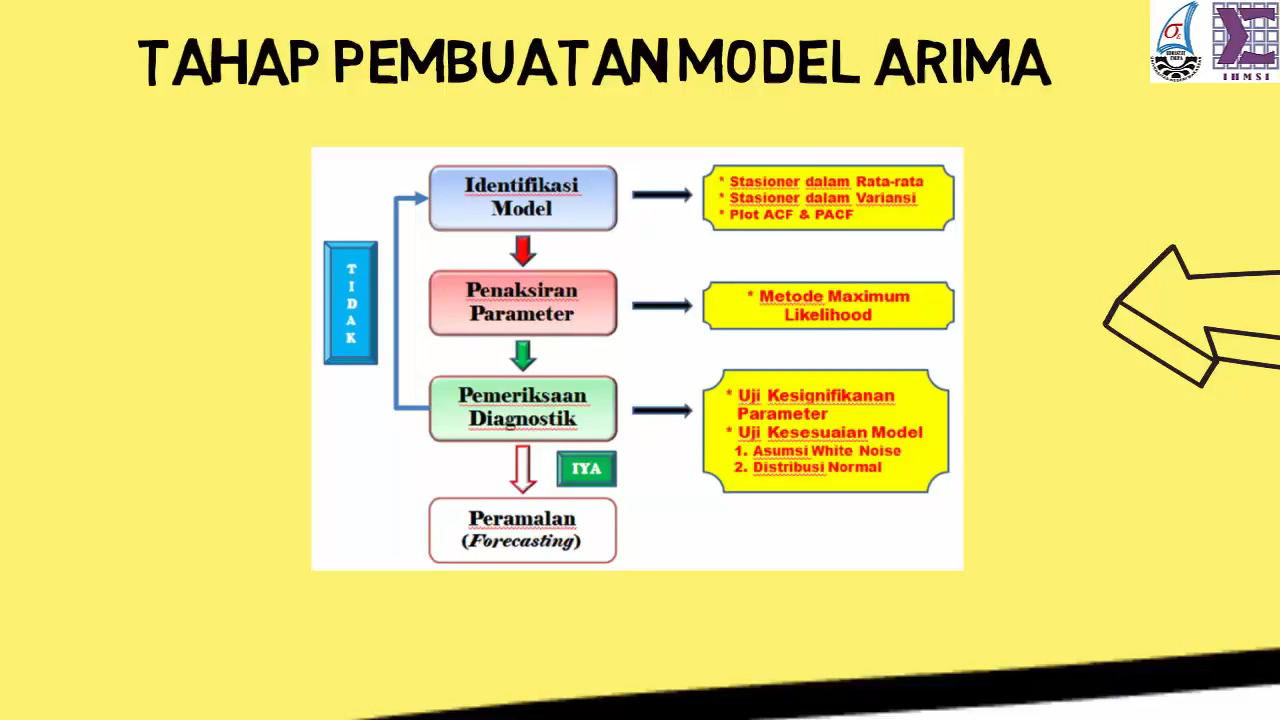 TAHAP PEMBUATAN MODEL ARIMA
IHMSI
Identifikasi
Model
* Stasioner dalam Rata-rata
* Stasioner dalam Variansi
* Plot ACF & PACF
TIDAK
Penaksiran
Parameter
* Metode Maximum
Likelihood
Pemeriksaan
Diagnostik
* Uji Kesignifikanan
Parameter
* Uji Kesesuaian Model
1. Asumsi White Noise
2. Distribusi Normal
IYA
Peramalan
(Forecasting)